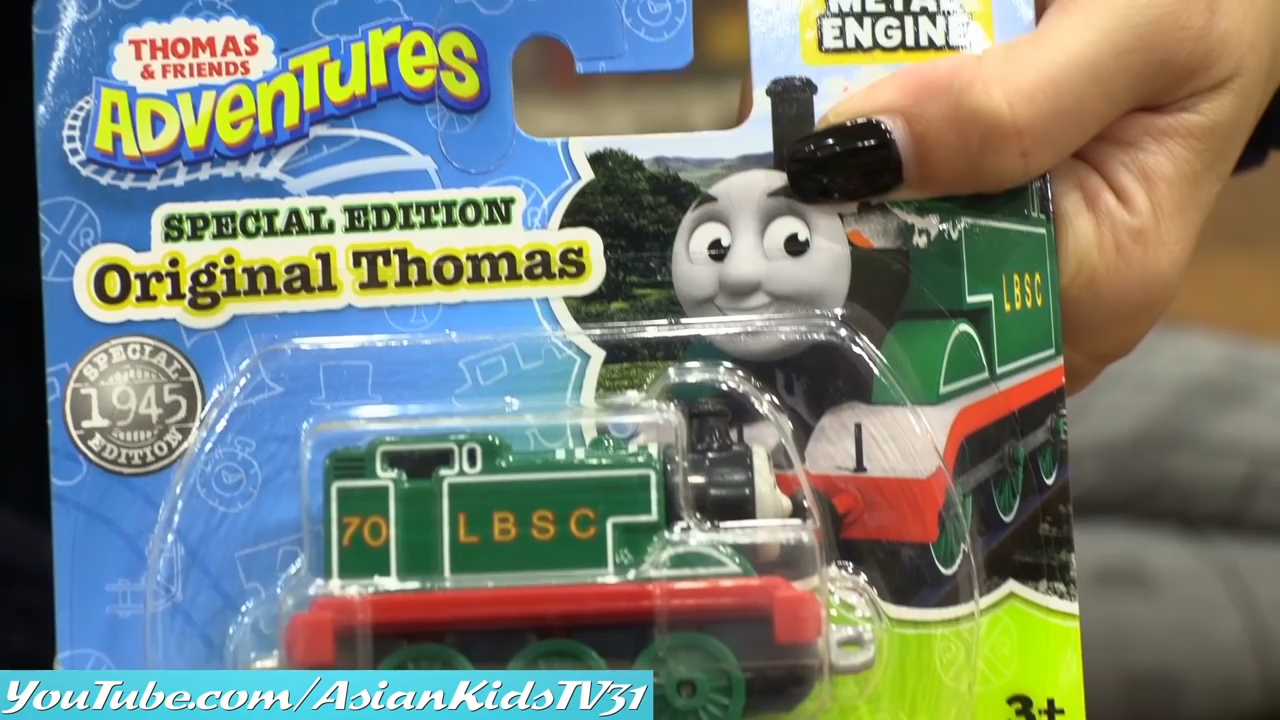 METAL
ENGINE
THOMAS
& FRIENDS
ADVENTURES
SPECIAL EDITION
Original Thomas
SPECIAL
1945
EDITION
LBSC
1
70 LBSC
3+
YouTube.com/AsianKidsTV31